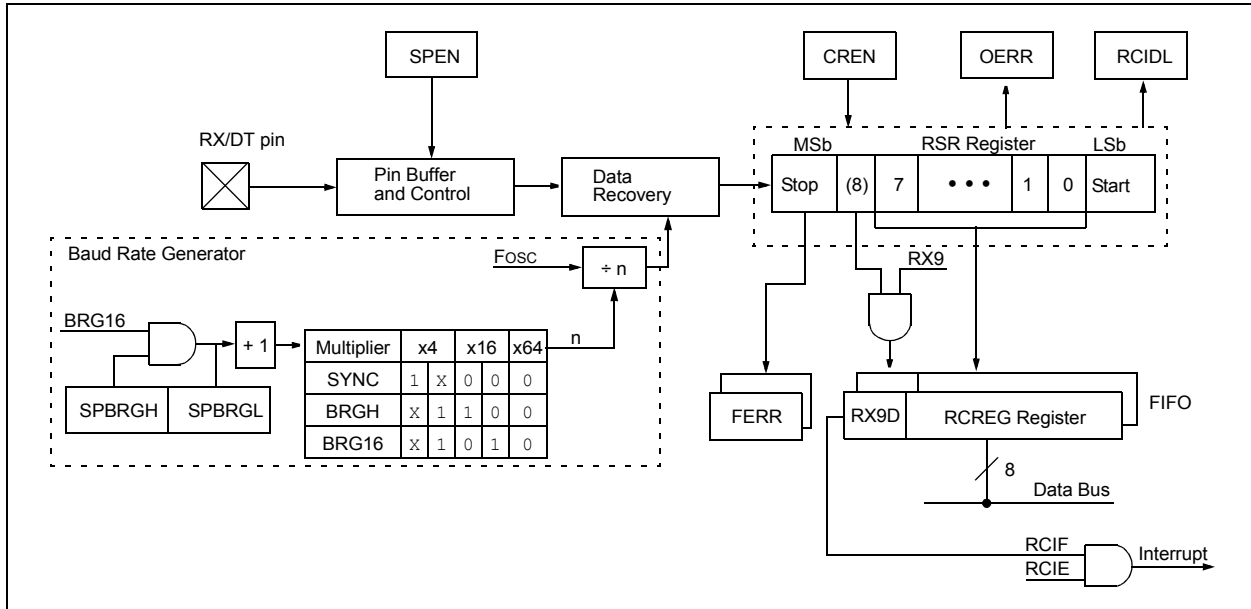 SPEN
CREN
OERR
RCIDL
RX/DT pin
Pin Buffer
and Control
Data
Recovery
MSb
RSR Register
LSb
Stop (8) 7 • • • 1 0 Start
Baud Rate Generator
FOSC
÷ n
RX9
BRG16
+ 1
n
SPBRGH SPBRGL
Multiplier x4 x16 x64
SYNC 1 X 0 0 0
BRGH X 1 1 0 0
BRG16 X 1 0 1 0
FERR
RX9D
RCREG Register
FIFO
8
Data Bus
RCIF
RCIE
Interrupt